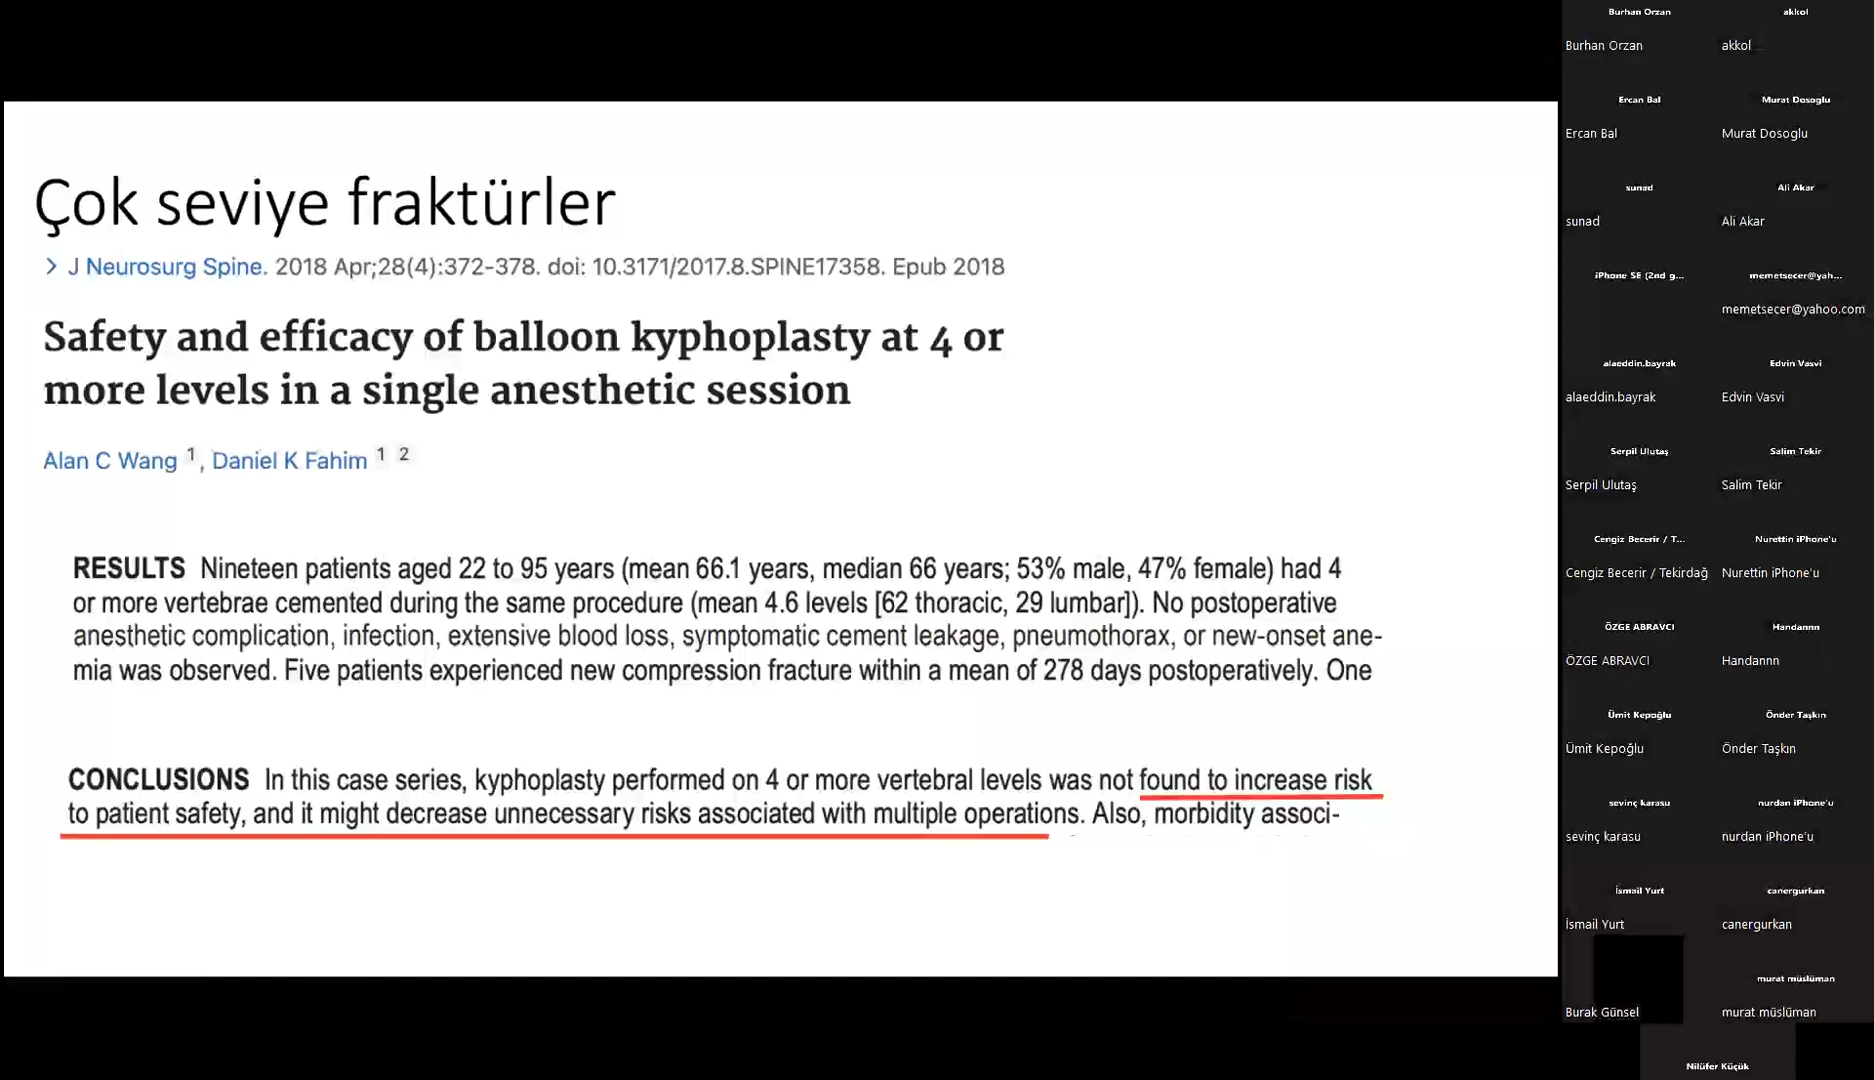 Çok seviye fraktürler
J Neurosurg Spine. 2018 Apr;28(4):372-378. doi: 10.3171/2017.8.SPINE17358. Epub 2018
Safety and efficacy of balloon kyphoplasty at 4 or
more levels in a single anesthetic session
Alan C Wang 1, Daniel K Fahim 1 2
RESULTS Nineteen patients aged 22 to 95 years (mean 66.1 years, median 66 years; 53% male, 47% female) had 4
or more vertebrae cemented during the same procedure (mean 4.6 levels [62 thoracic, 29 lumbar]). No postoperative
anesthetic complication, infection, extensive blood loss, symptomatic cement leakage, pneumothorax, or new-onset ane-
mia was observed. Five patients experienced new compression fracture within a mean of 278 days postoperatively. One
CONCLUSIONS In this case series, kyphoplasty performed on 4 or more vertebral levels was not found to increase risk
to patient safety, and it might decrease unnecessary risks associated with multiple operations. Also, morbidity associ-
Burhan Orzan akkol
Burhan Orzan akkol
Ercan Bal Murat Dosoglu
Ercan Bal Murat Dosoglu
sunad Ali Akar
sunad Ali Akar
iPhone SE (2nd g... memetsecer@yah...
memetsecer@yahoo.com
alaeddin.bayrak Edvin Vasvi
alaeddin.bayrak Edvin Vasvi
Serpil Ulutaş Salim Tekir
Serpil Ulutaş Salim Tekir
Cengiz Becerir / T... Nurettin iPhone'u
Cengiz Becerir / Tekirdağ Nurettin iPhone'u
ÖZGE ABRAVCI Handannn
ÖZGE ABRAVCI Handannn
Ümit Kepoğlu Önder Taşkın
Ümit Kepoğlu Önder Taşkın
sevinç karasu nurdan iPhone'u
sevinç karasu nurdan iPhone'u
İsmail Yurt canergurkan
İsmail Yurt canergurkan
murat müslüman
Burak Günsel murat müslüman
Nilüfer Küçük